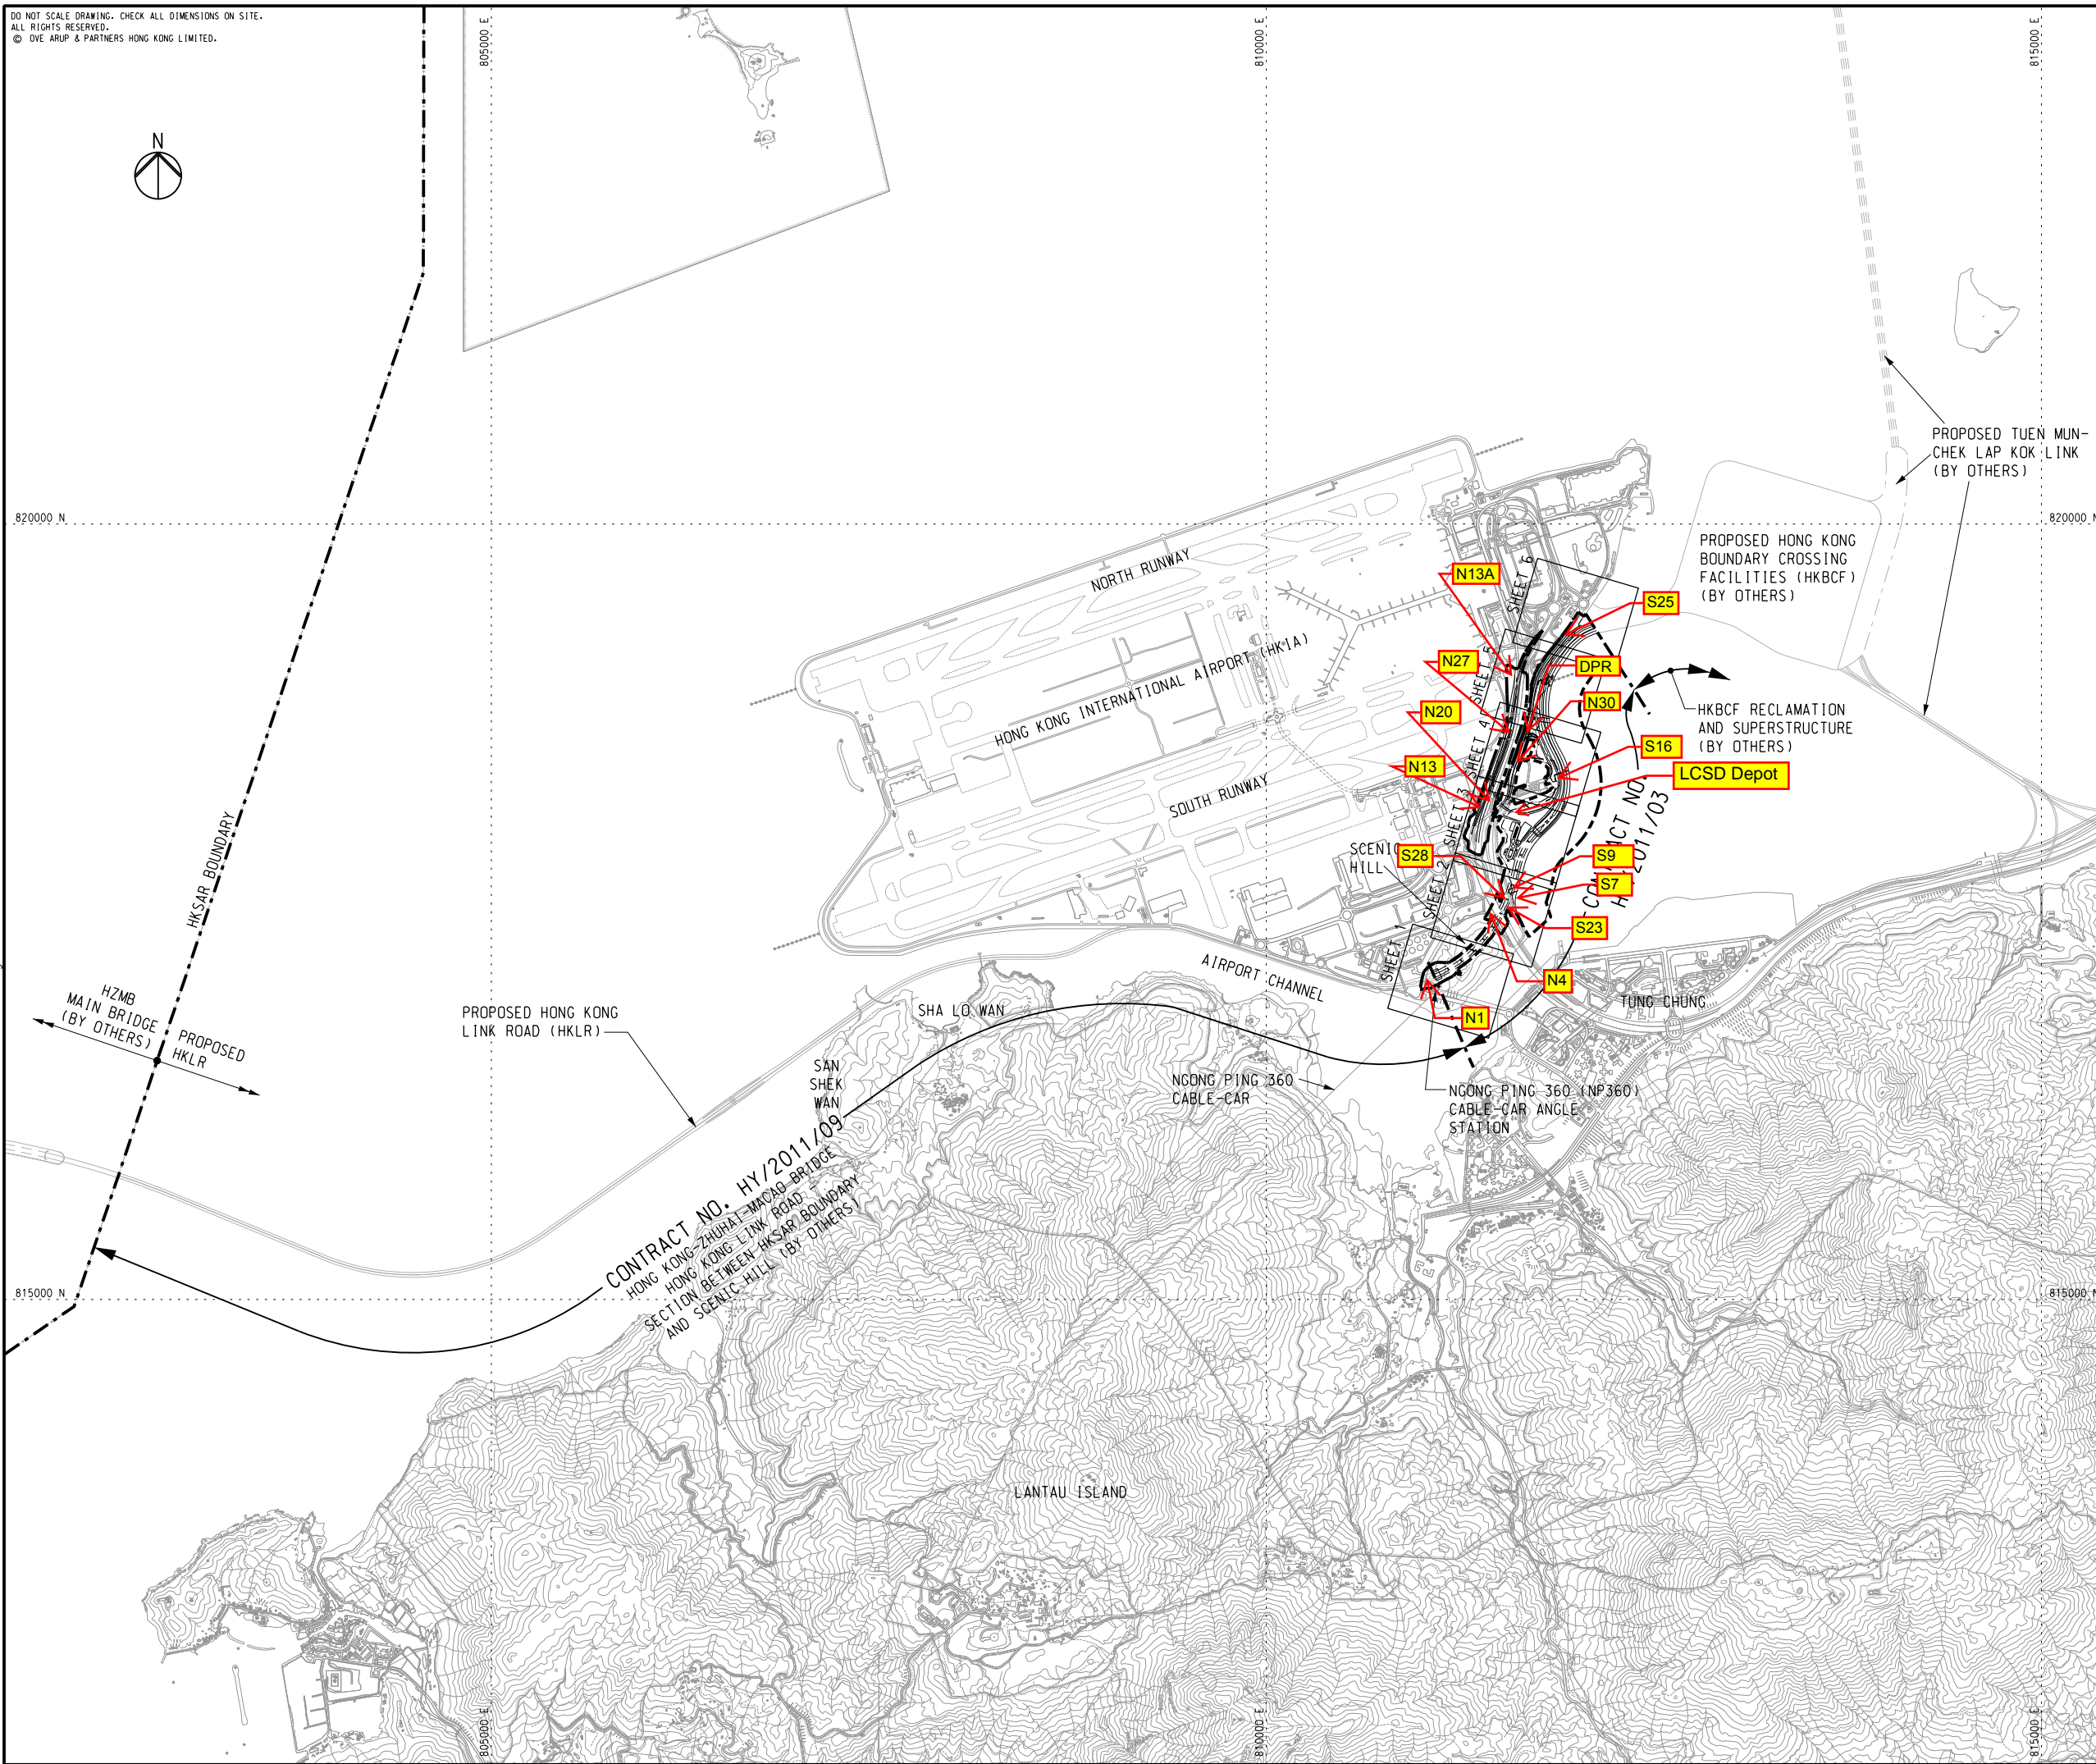 DO NOT SCALE DRAWING. CHECK ALL DIMENSIONS ON SITE.
ALL RIGHTS RESERVED.
© OVE ARUP & PARTNERS HONG KONG LIMITED.
805000 E
810000 E
815000 E
N
PROPOSED TUEN MUN-
CHEK LAP KOK LINK
(BY OTHERS)
820000 N
820000 N
PROPOSED HONG KONG
BOUNDARY CROSSING
FACILITIES (HKBCF)
(BY OTHERS)
NORTH RUNWAY
HONG KONG INTERNATIONAL AIRPORT (HKIA)
SOUTH RUNWAY
N13A
SHEET 6
S25
N27
SHEET 5
DPR
N20
SHEET 4
N30
HKBCF RECLAMATION
AND SUPERSTRUCTURE
(BY OTHERS)
N13
SHEET 3
S16
LCSD Depot
CONTRACT NO.
HY/2011/03
SCENIC
HILL
S28
SHEET 2
S9
S7
S23
SHEET 1
N4
N1
AIRPORT CHANNEL
TUNG CHUNG
HKSAR BOUNDARY
HZMB
MAIN BRIDGE
(BY OTHERS)
PROPOSED
HKLR
PROPOSED HONG KONG
LINK ROAD (HKLR)
SHA LO WAN
SAN
SHEK
WAN
NGONG PING 360
CABLE-CAR
NGONG PING 360 (NP360)
CABLE-CAR ANGLE
STATION
CONTRACT NO. HY/2011/09
HONG KONG-ZHUHAI-MACAO BRIDGE
HONG KONG LINK ROAD -
SECTION BETWEEN HKSAR BOUNDARY
AND SCENIC HILL (BY OTHERS)
815000 N
815000 N
LANTAU ISLAND
805000 E
810000 E
815000 E